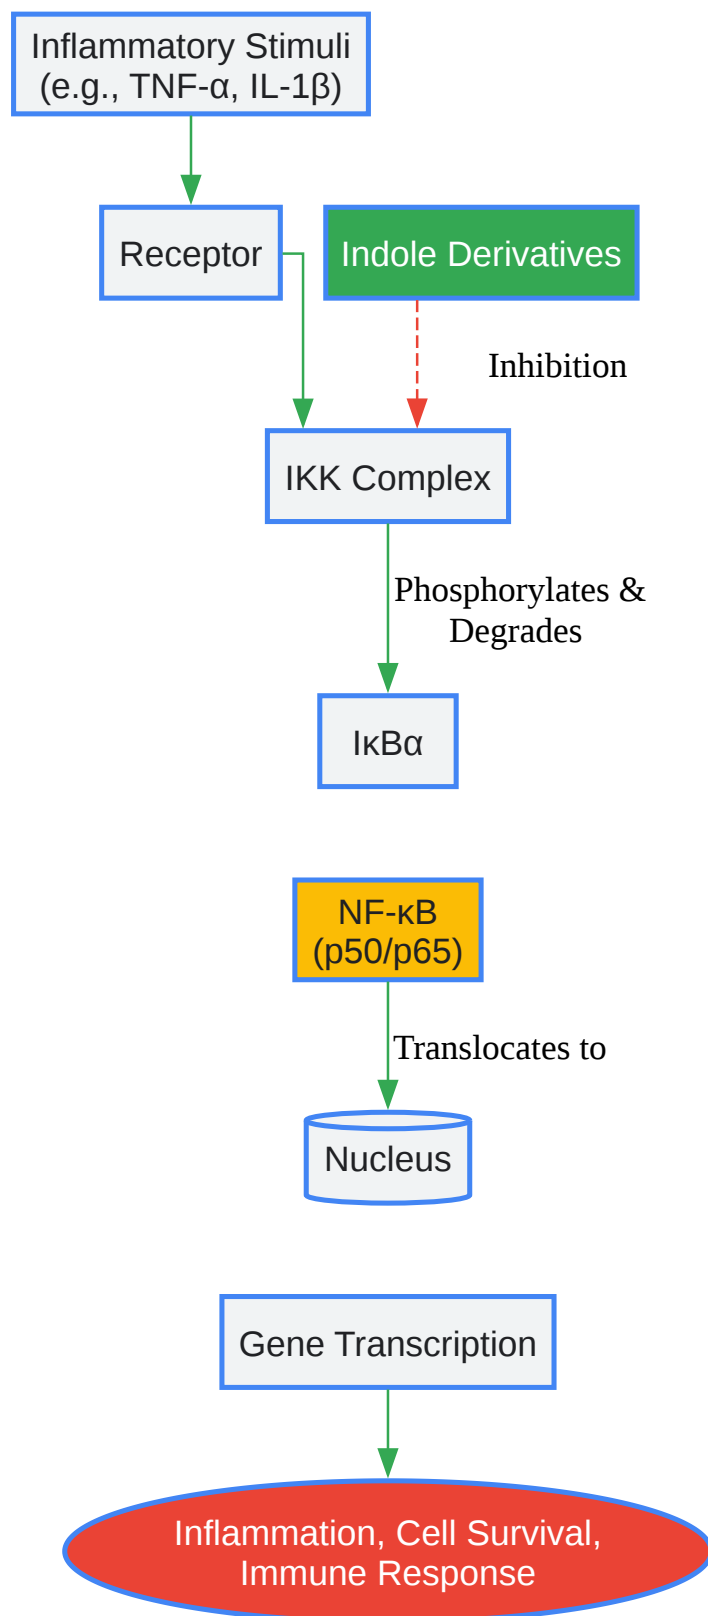 Inflammatory Stimuli
(e.g., TNF-α, IL-1β)
Receptor
Indole Derivatives
Inhibition
IKK Complex
Phosphorylates &
Degrades
IκBα
NF-κB
(p50/p65)
Translocates to
Nucleus
Gene Transcription
Inflammation, Cell Survival,
Immune Response